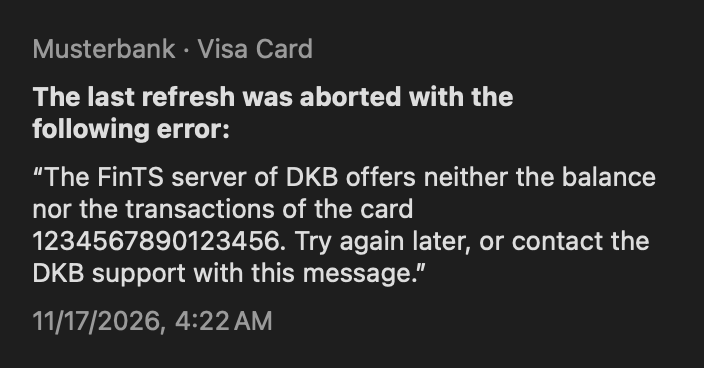 Musterbank · Visa Card
The last refresh was aborted with the
following error:
“The FinTS server of DKB offers neither the balance
nor the transactions of the card
1234567890123456. Try again later, or contact the
DKB support with this message.”
11/17/2026, 4:22 AM